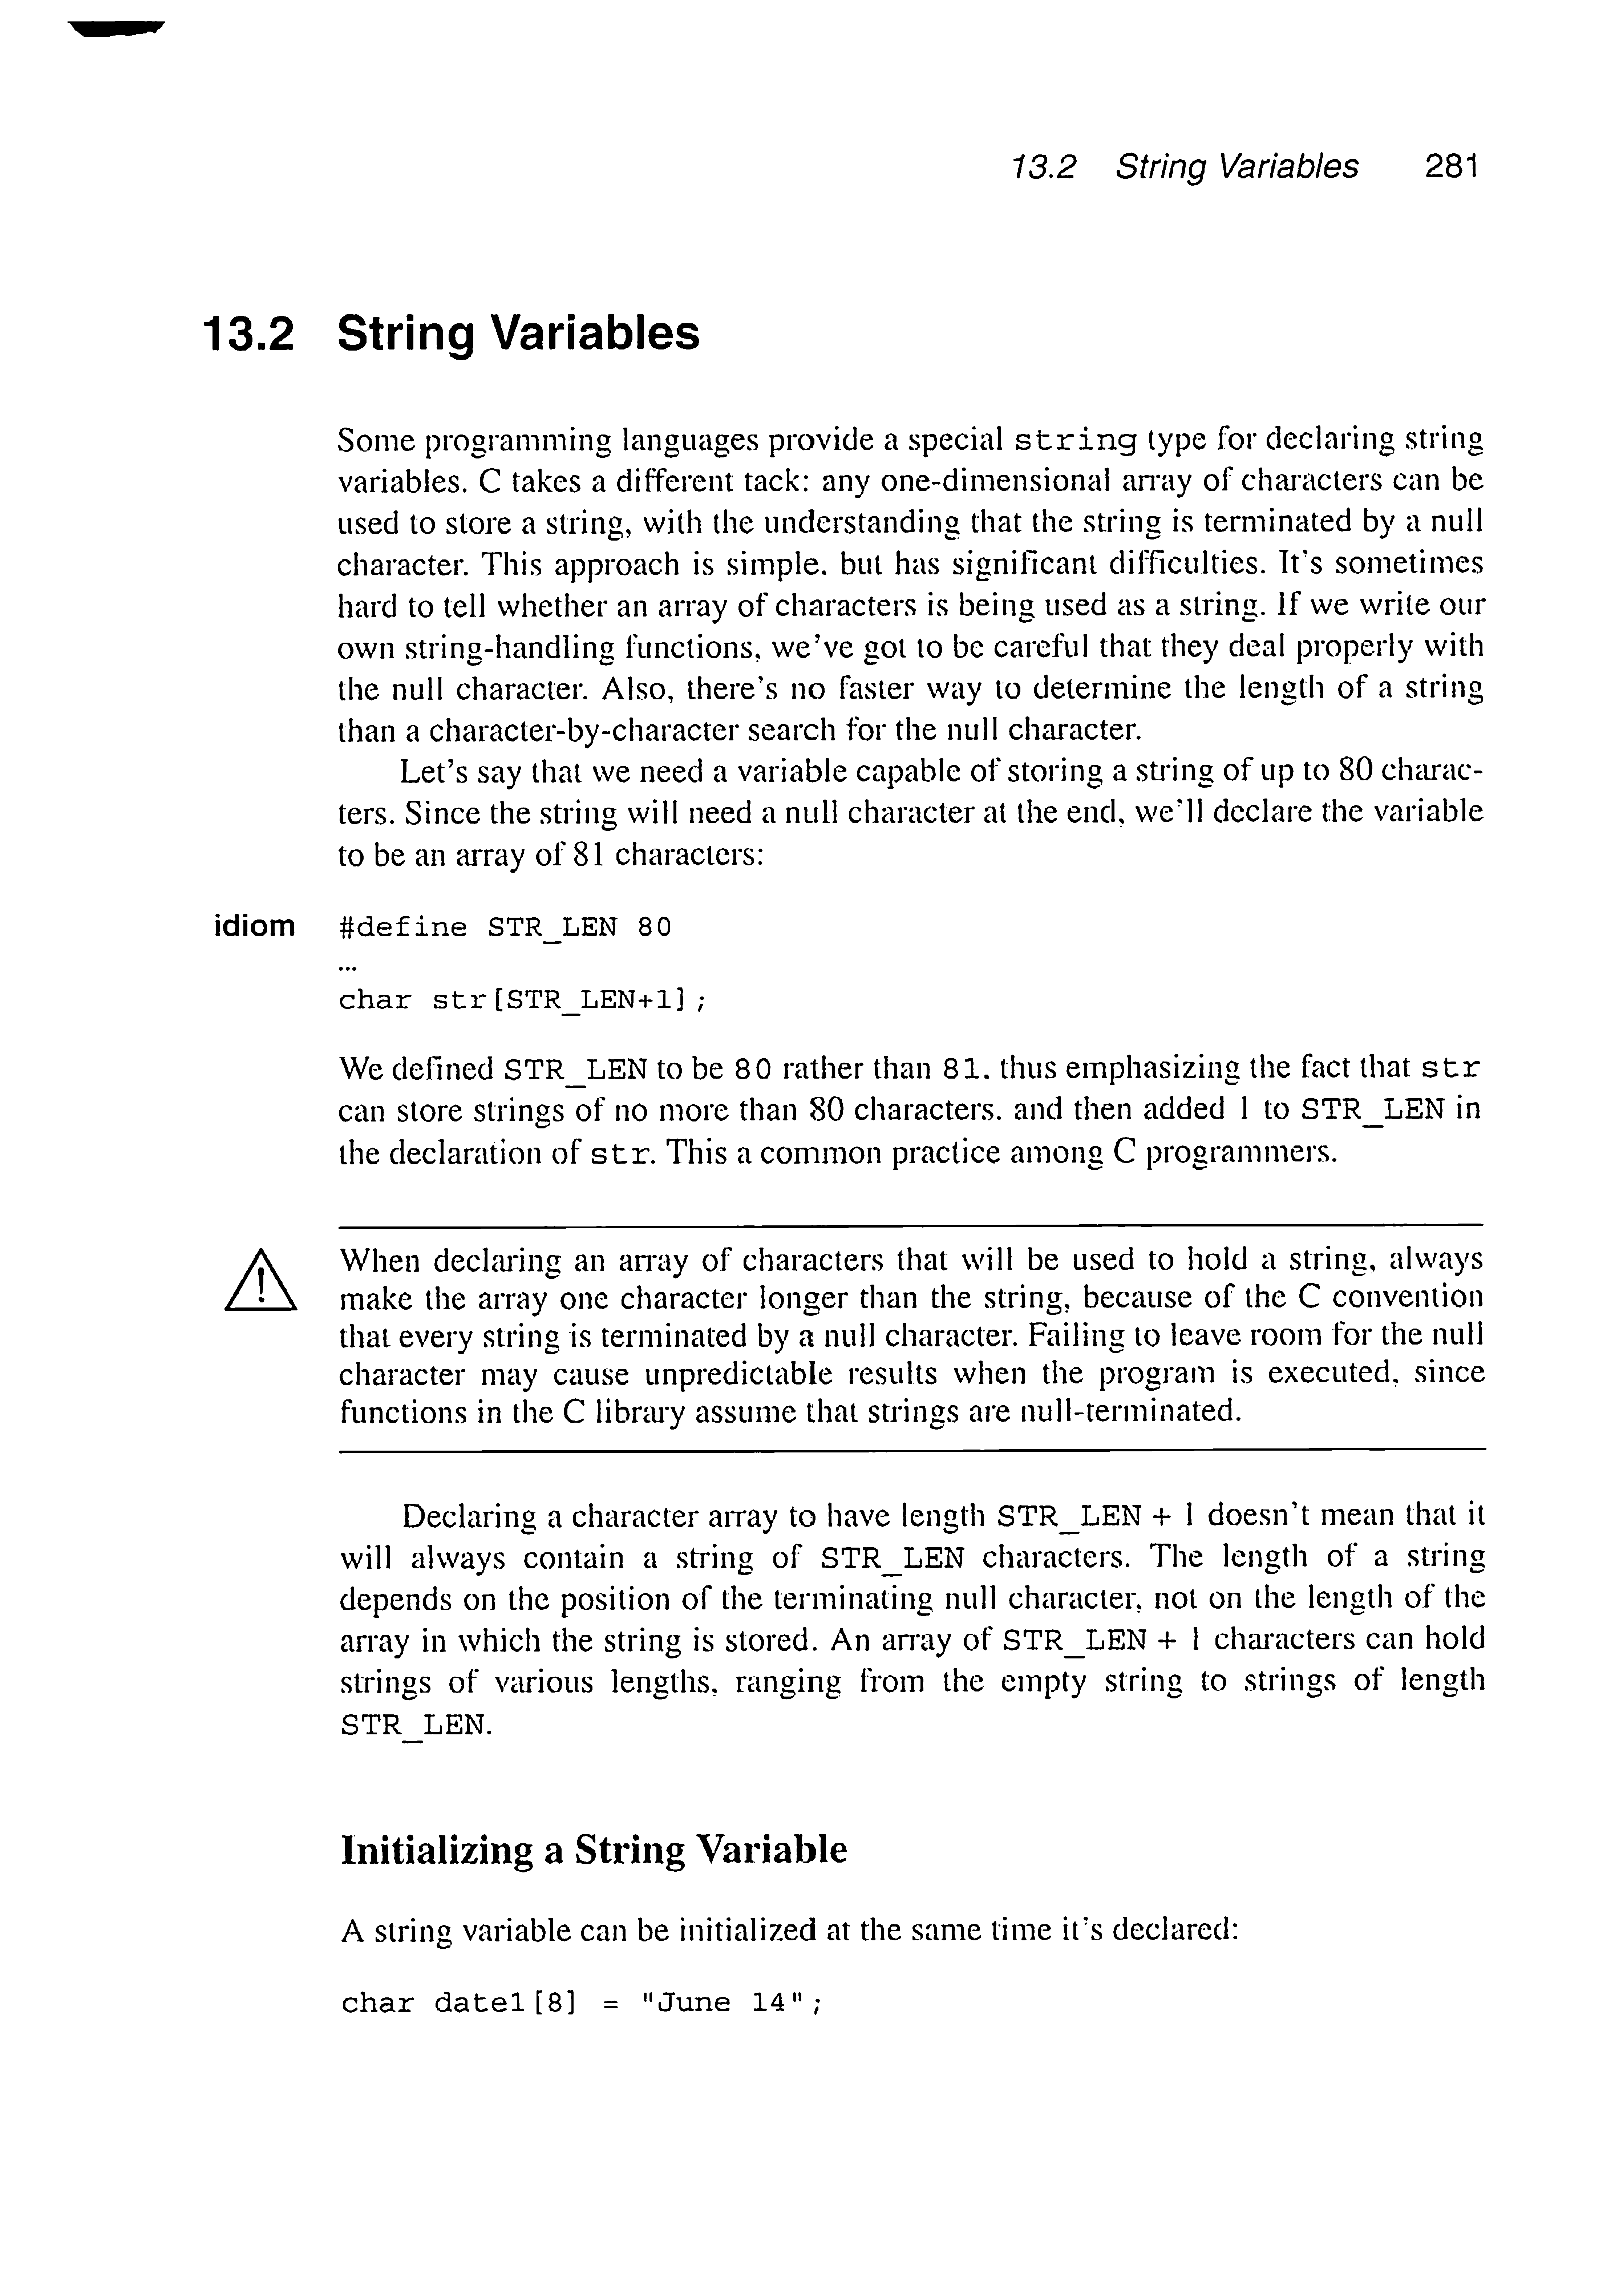 13.2 String Variables 281
13.2 String Variables
Some programming languages provide a special string type for declaring string
variables. C takes a different tack: any one-dimensional array of characters can be
used to store a string, with the understanding that the string is terminated by a null
character. This approach is simple. but has significant difficulties. It's sometimes
hard to tell whether an array of characters is being used as a string. If we write our
own string-handling functions, we've got to be careful that they deal properly with
the null character. Also, there's no faster way to determine the length of a string
than a character-by-character search for the null character.
Let's say that we need a variable capable of storing a string of up to 80 charac-
ters. Since the string will need a null character at the end, we'll declare the variable
to be an array of 81 characters:
idiom #define STR_LEN 80
...
char str[STR_LEN+1];
We defined STR_LEN to be 80 rather than 81. thus emphasizing the fact that str
can store strings of no more than 80 characters. and then added 1 to STR_LEN in
the declaration of str. This a common practice among C programmers.
When declaring an array of characters that will be used to hold a string, always
make the array one character longer than the string, because of the C convention
that every string is terminated by a null character. Failing to leave room for the null
character may cause unpredictable results when the program is executed, since
functions in the C library assume that strings are null-terminated.
Declaring a character array to have length STR_LEN + 1 doesn't mean that it
will always contain a string of STR_LEN characters. The length of a string
depends on the position of the terminating null character, not on the length of the
array in which the string is stored. An array of STR_LEN + 1 characters can hold
strings of various lengths, ranging from the empty string to strings of length
STR_LEN.
Initializing a String Variable
A string variable can be initialized at the same time it's declared:
char date1[8] = "June 14";